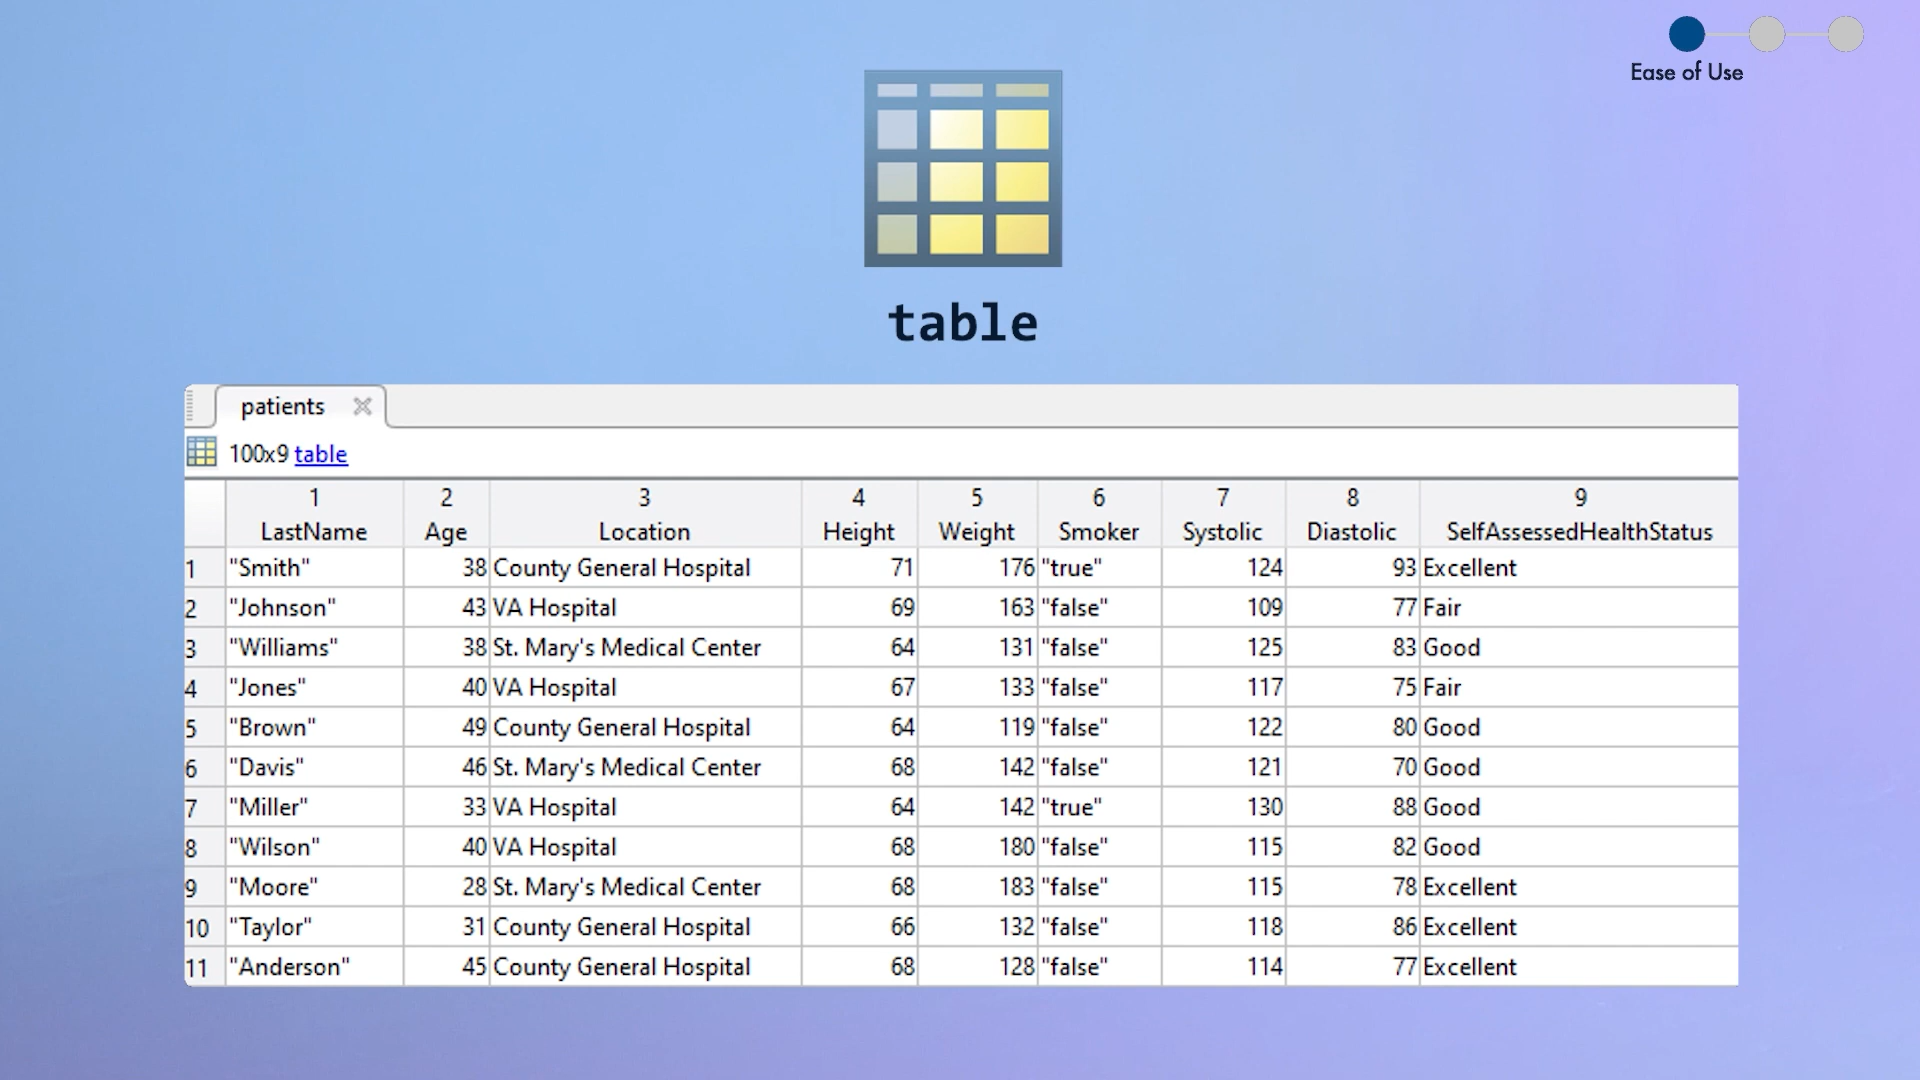 Ease of Use
table
patients
100x9 table
1 2 3 4 5 6 7 8 9
LastName Age Location Height Weight Smoker Systolic Diastolic SelfAssessedHealthStatus
1 "Smith" 38 County General Hospital 71 176 "true" 124 93 Excellent
2 "Johnson" 43 VA Hospital 69 163 "false" 109 77 Fair
3 "Williams" 38 St. Mary's Medical Center 64 131 "false" 125 83 Good
4 "Jones" 40 VA Hospital 67 133 "false" 117 75 Fair
5 "Brown" 49 County General Hospital 64 119 "false" 122 80 Good
6 "Davis" 46 St. Mary's Medical Center 68 142 "false" 121 70 Good
7 "Miller" 33 VA Hospital 64 142 "true" 130 88 Good
8 "Wilson" 40 VA Hospital 68 180 "false" 115 82 Good
9 "Moore" 28 St. Mary's Medical Center 68 183 "false" 115 78 Excellent
10 "Taylor" 31 County General Hospital 66 132 "false" 118 86 Excellent
11 "Anderson" 45 County General Hospital 68 128 "false" 114 77 Excellent